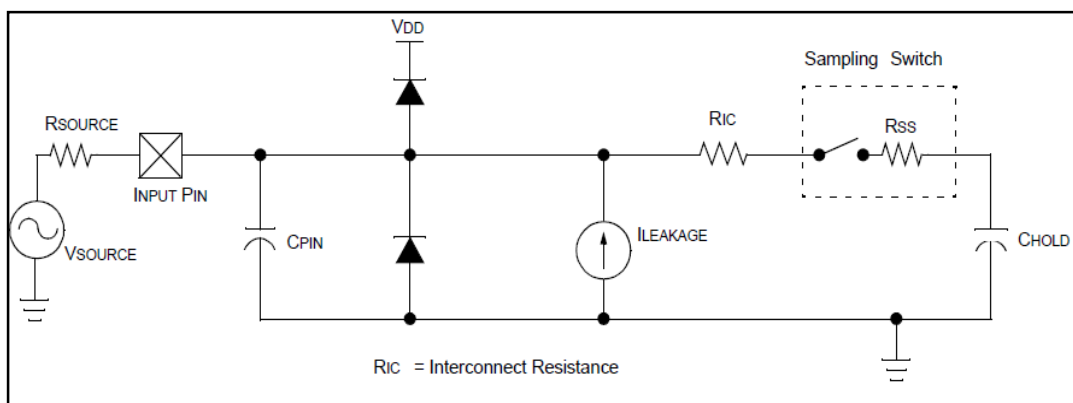 VDD
Sampling Switch
RSOURCE
RIC
RSS
INPUT PIN
CPIN
ILEAKAGE
CHOLD
VSOURCE
RIC = Interconnect Resistance